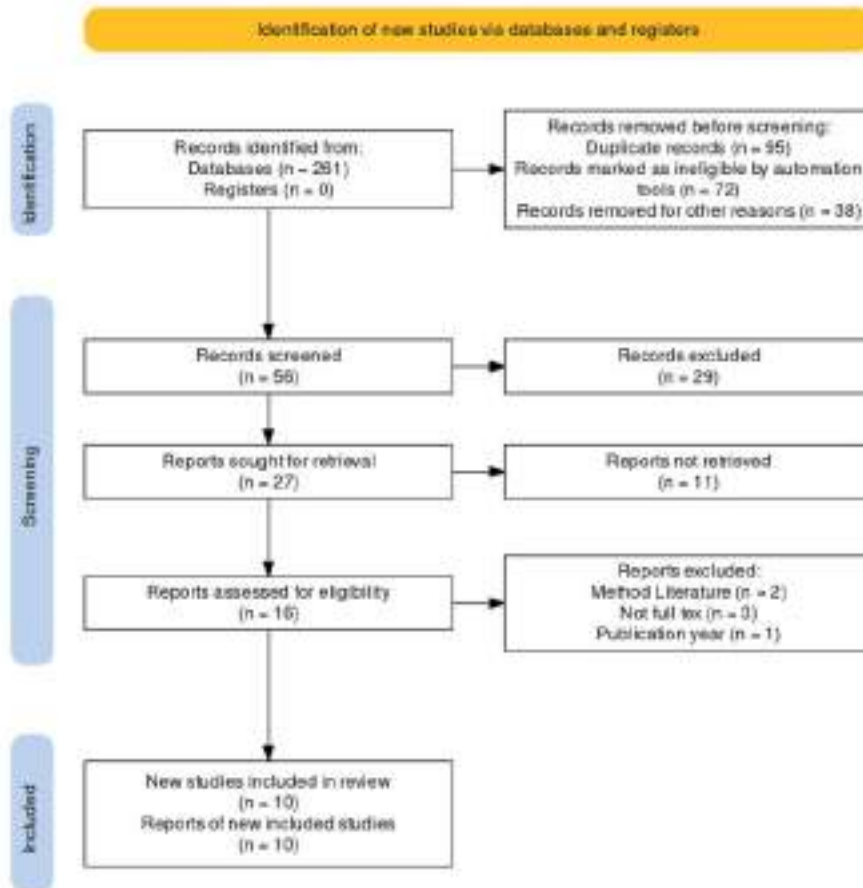 Identification of new studies via databases and registers
Identification
Records identified from:
Databases (n = 261)
Registers (n = 0)
Records removed before screening:
Duplicate records (n = 95)
Records marked as ineligible by automation
tools (n = 72)
Records removed for other reasons (n = 38)
Screening
Records screened
(n = 56)
Records excluded
(n = 29)
Reports sought for retrieval
(n = 27)
Reports not retrieved
(n = 11)
Reports assessed for eligibility
(n = 16)
Reports excluded:
Method Literature (n = 2)
Not full tex (n = 3)
Publication year (n = 1)
Included
New studies included in review
(n = 10)
Reports of new included studies
(n = 10)